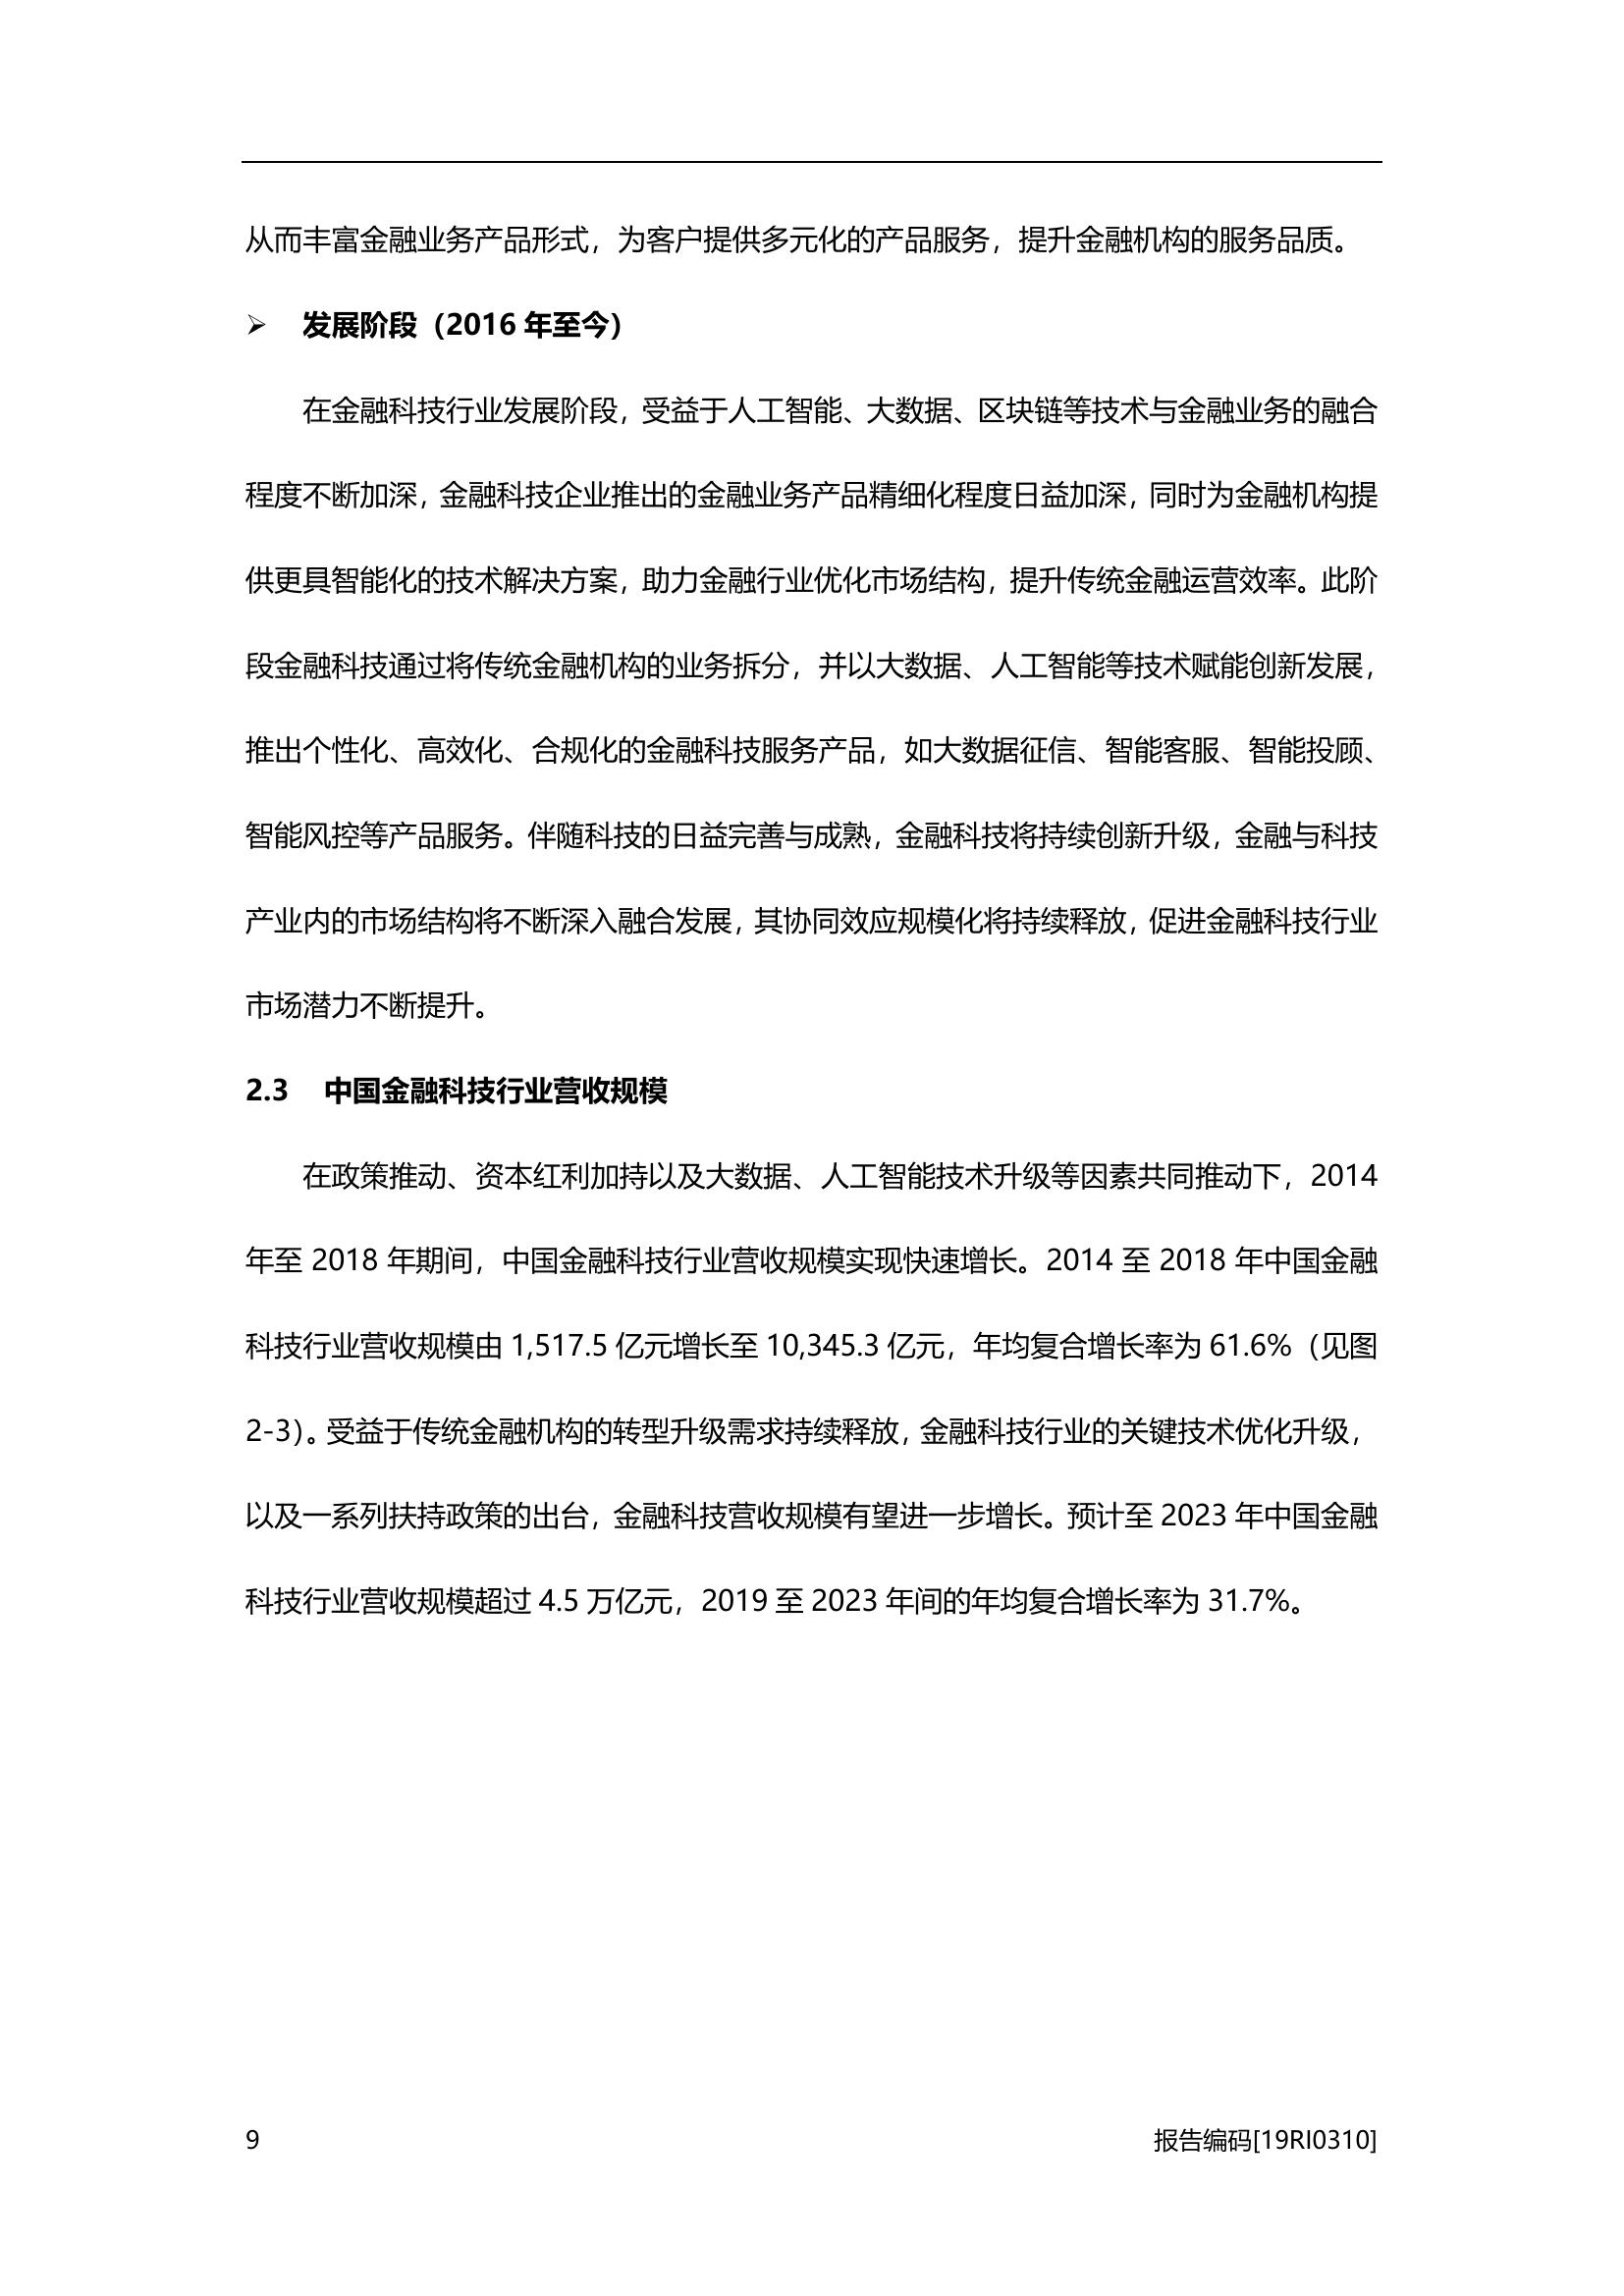 从而丰富金融业务产品形式，为客户提供多元化的产品服务，提升金融机构的服务品质。
➢ 发展阶段（2016 年至今）
在金融科技行业发展阶段，受益于人工智能、大数据、区块链等技术与金融业务的融合
程度不断加深，金融科技企业推出的金融业务产品精细化程度日益加深，同时为金融机构提
供更具智能化的技术解决方案，助力金融行业优化市场结构，提升传统金融运营效率。此阶
段金融科技通过将传统金融机构的业务拆分，并以大数据、人工智能等技术赋能创新发展，
推出个性化、高效化、合规化的金融科技服务产品，如大数据征信、智能客服、智能投顾、
智能风控等产品服务。伴随科技的日益完善与成熟，金融科技将持续创新升级，金融与科技
产业内的市场结构将不断深入融合发展，其协同效应规模化将持续释放，促进金融科技行业
市场潜力不断提升。
2.3 中国金融科技行业营收规模
在政策推动、资本红利加持以及大数据、人工智能技术升级等因素共同推动下，2014
年至 2018 年期间，中国金融科技行业营收规模实现快速增长。2014 至 2018 年中国金融
科技行业营收规模由 1,517.5 亿元增长至 10,345.3 亿元，年均复合增长率为 61.6%（见图
2-3）。受益于传统金融机构的转型升级需求持续释放，金融科技行业的关键技术优化升级，
以及一系列扶持政策的出台，金融科技营收规模有望进一步增长。预计至 2023 年中国金融
科技行业营收规模超过 4.5 万亿元，2019 至 2023 年间的年均复合增长率为 31.7%。
9 报告编码[19RI0310]